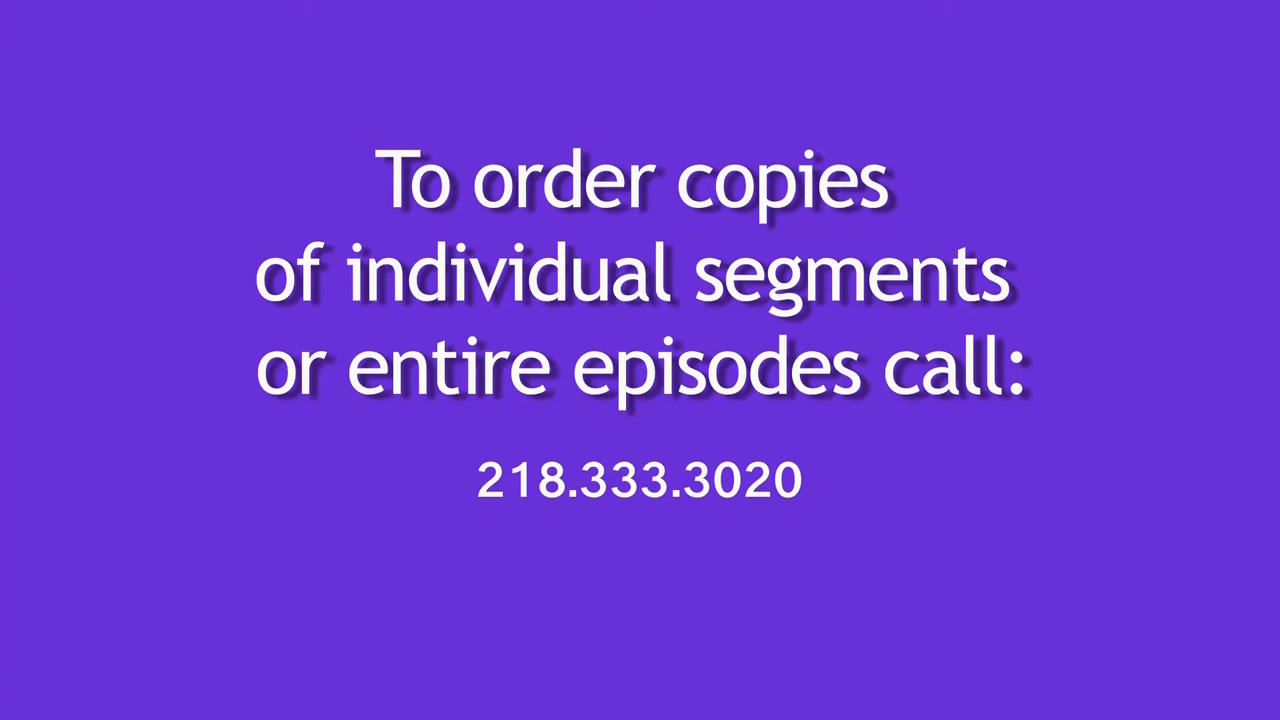 To order copies
of individual segments
or entire episodes call:
218.333.3020